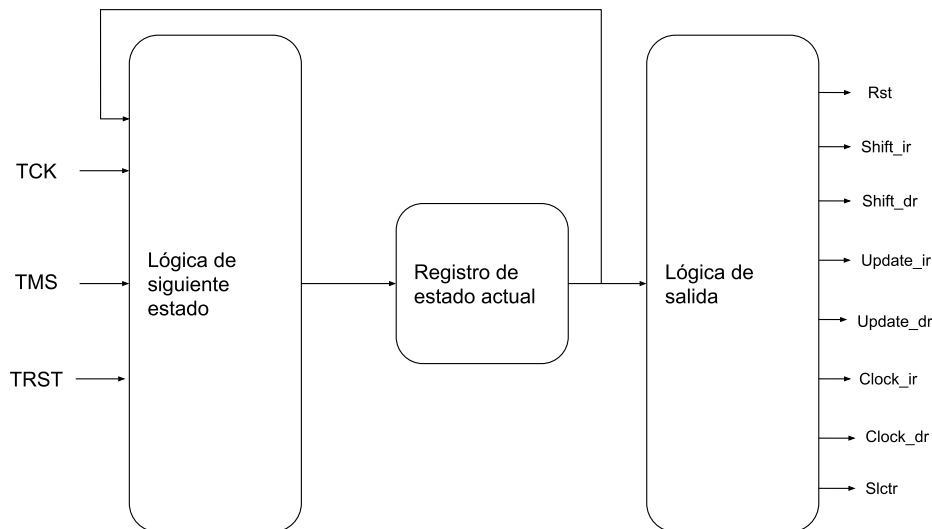 TCK
TMS
TRST
Lógica de
siguiente
estado
Registro de
estado actual
Lógica de
salida
Rst
Shift_ir
Shift_dr
Update_ir
Update_dr
Clock_ir
Clock_dr
Slctr